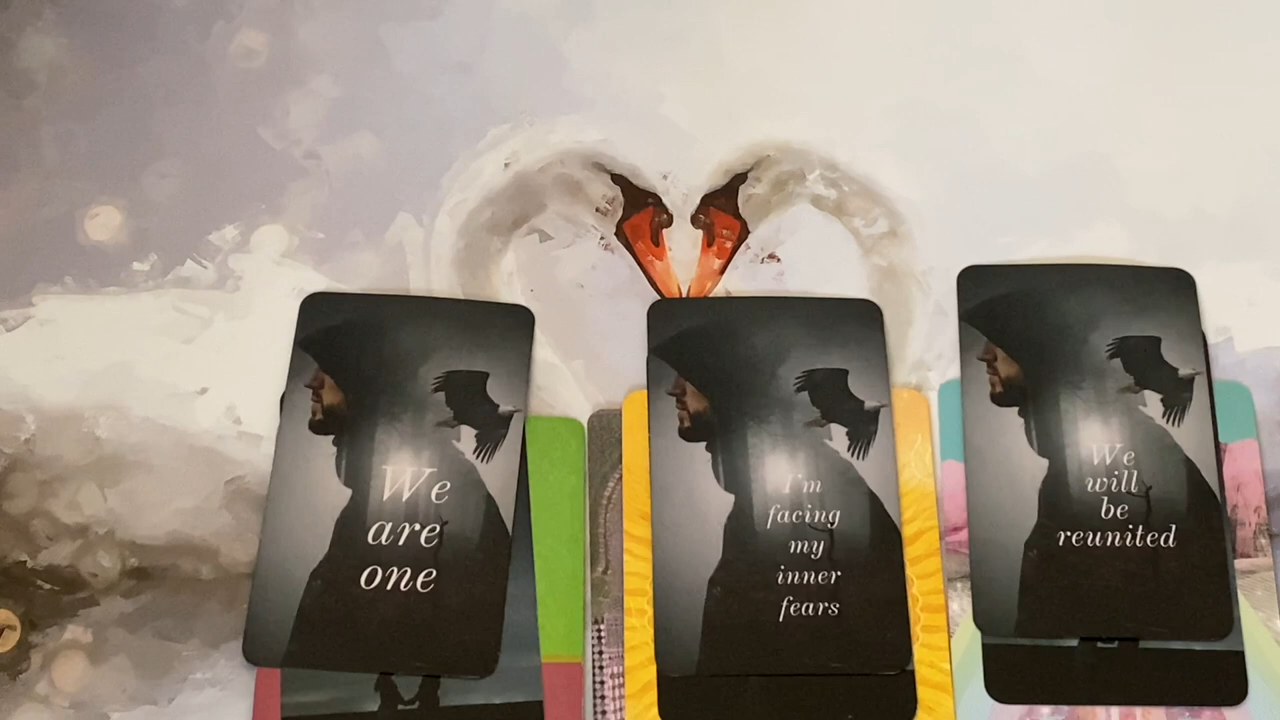 We
are
one
I'm
facing
my
inner
fears
We
will
be
reunited